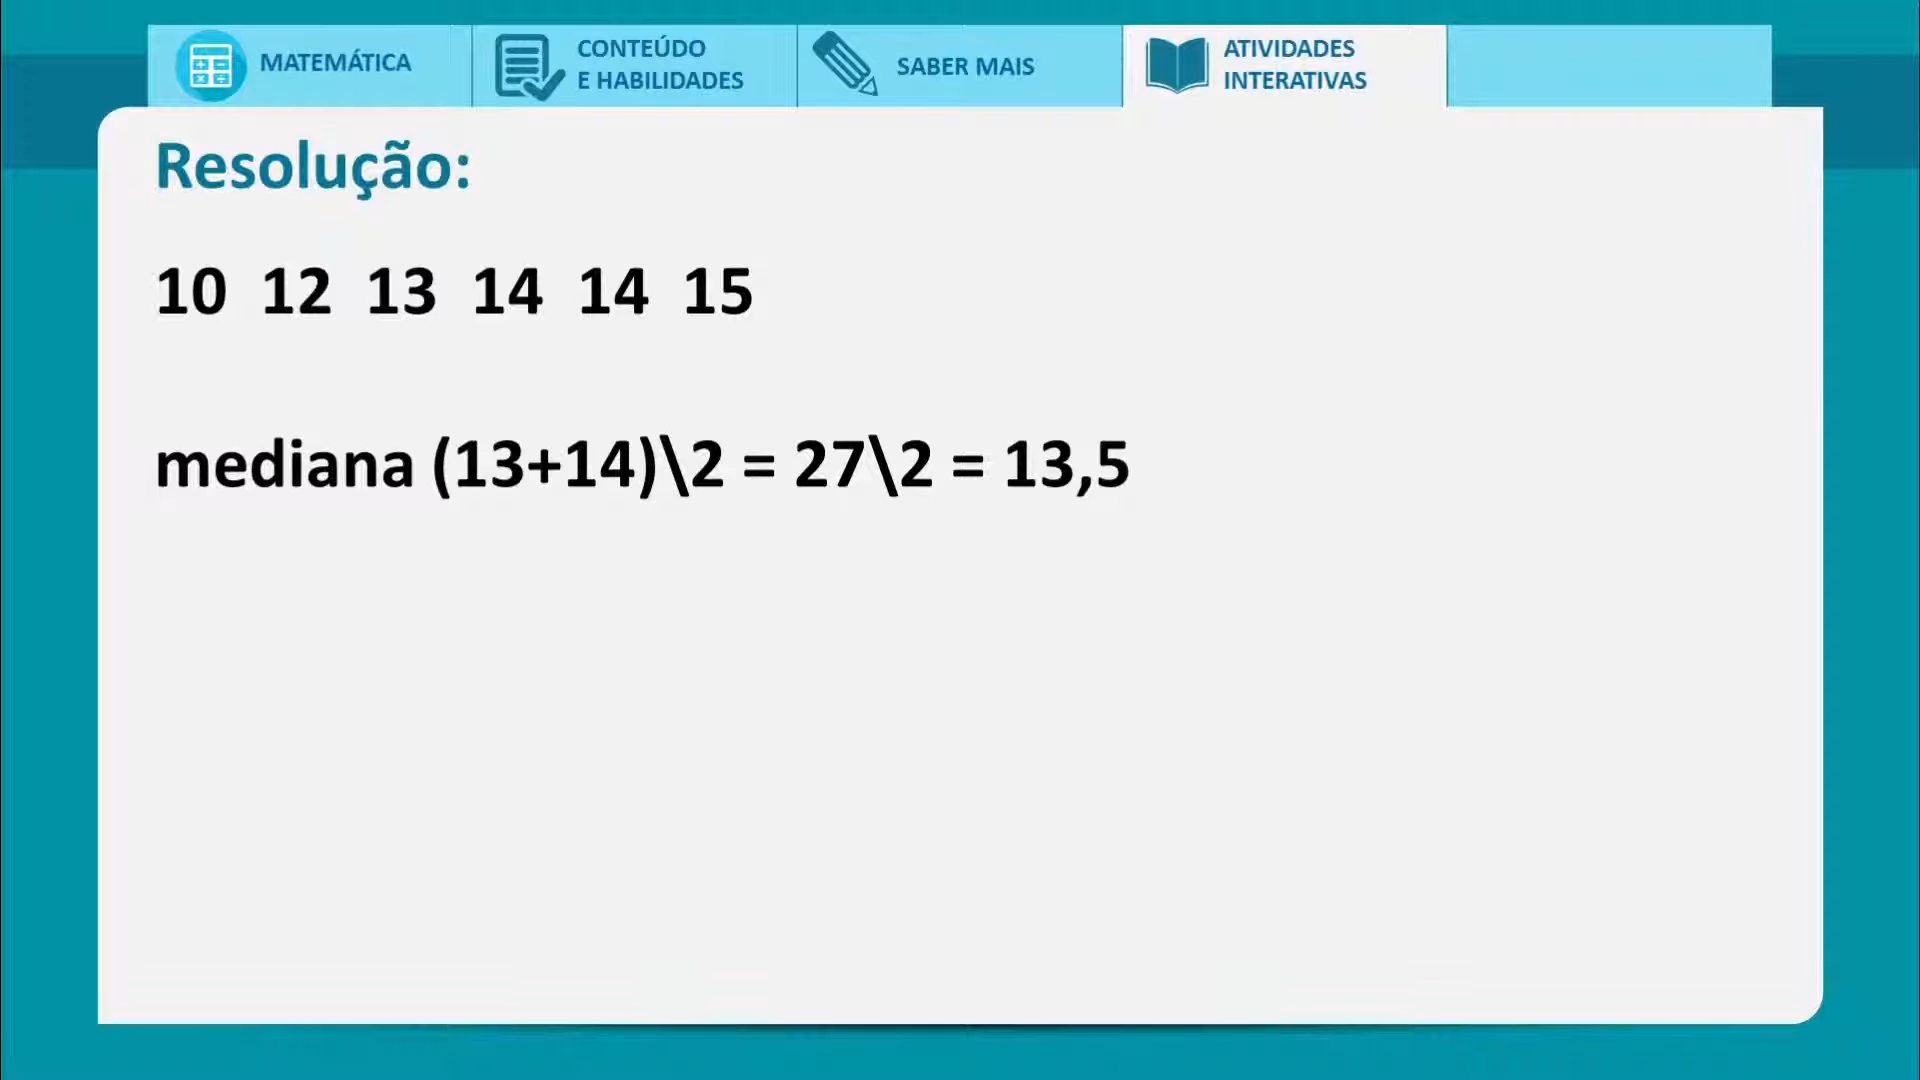 MATEMÁTICA
CONTEÚDO
E HABILIDADES
SABER MAIS
ATIVIDADES
INTERATIVAS
Resolução:
10 12 13 14 14 15
mediana (13+14)\2 = 27\2 = 13,5